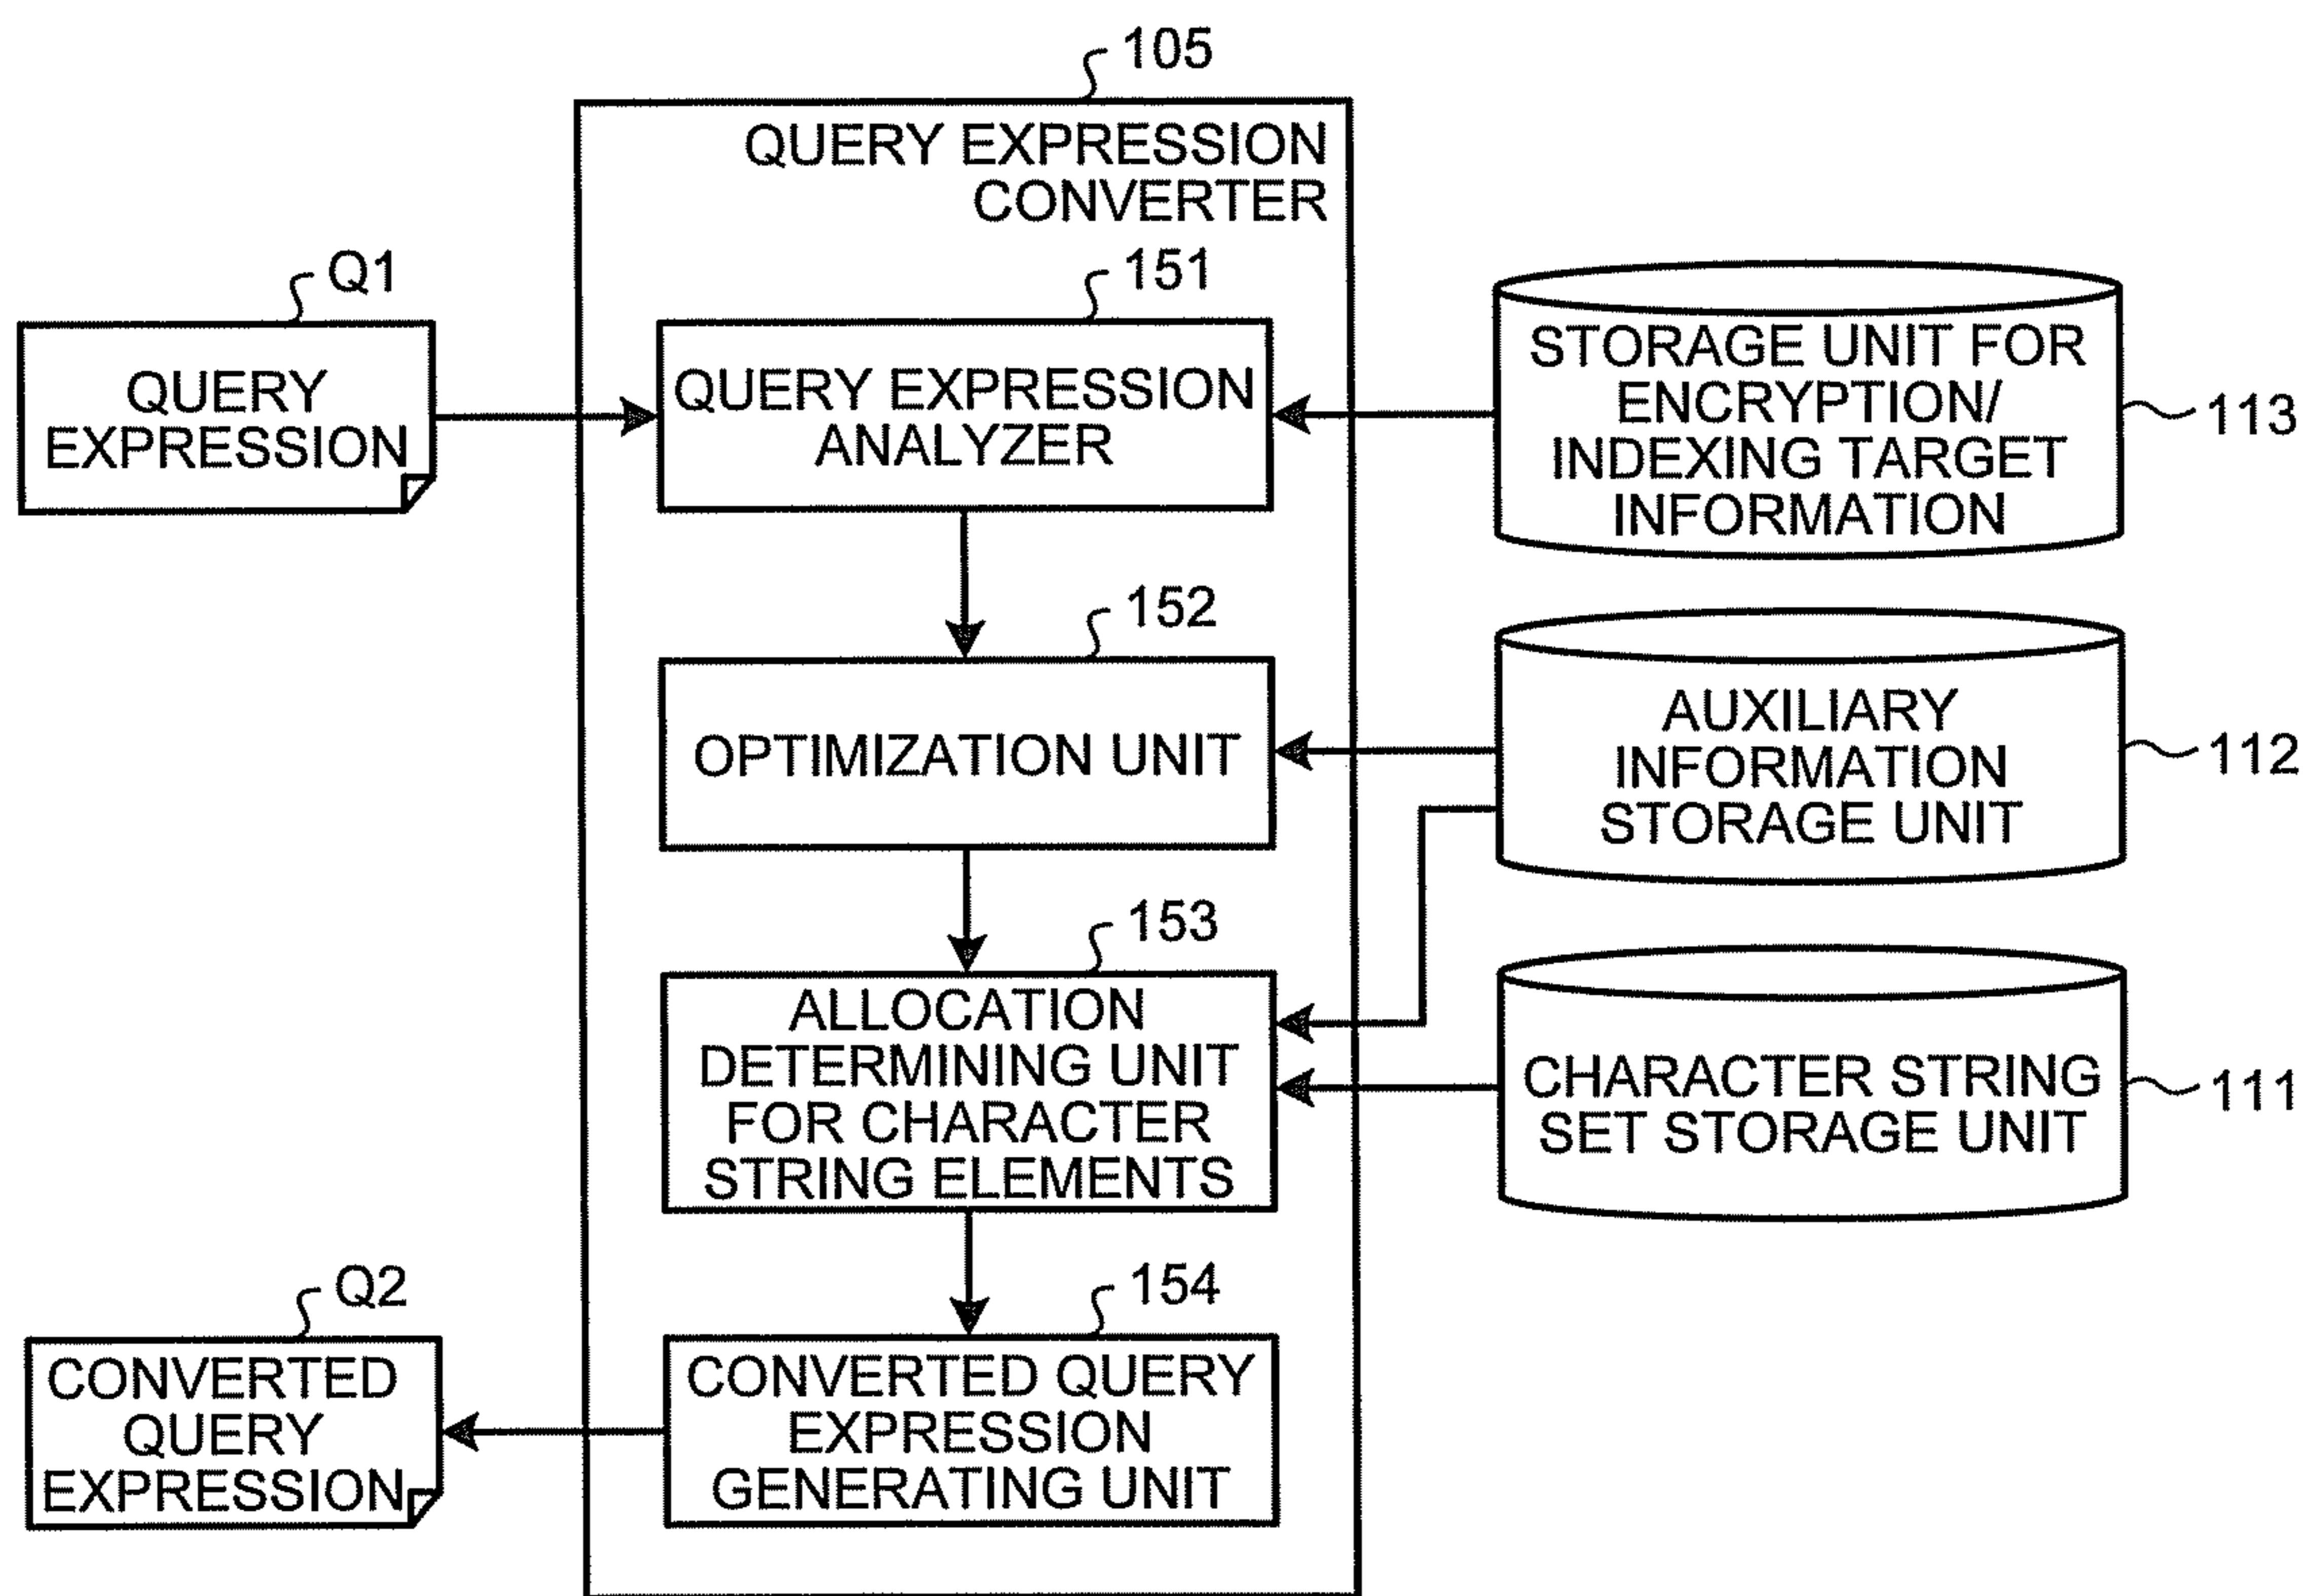 105
QUERY EXPRESSION
CONVERTER
Q1
QUERY
EXPRESSION
151
QUERY EXPRESSION
ANALYZER
STORAGE UNIT FOR
ENCRYPTION/
INDEXING TARGET
INFORMATION
113
152
OPTIMIZATION UNIT
AUXILIARY
INFORMATION
STORAGE UNIT
112
153
ALLOCATION
DETERMINING UNIT
FOR CHARACTER
STRING ELEMENTS
CHARACTER STRING
SET STORAGE UNIT
111
Q2
CONVERTED
QUERY
EXPRESSION
154
CONVERTED QUERY
EXPRESSION
GENERATING UNIT